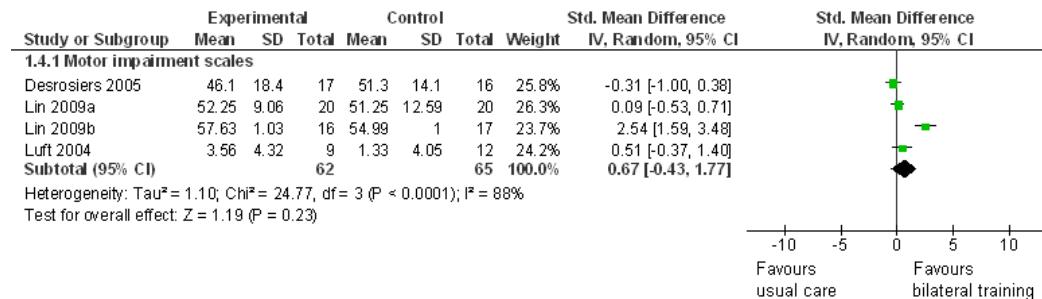 Experimental Control Std. Mean Difference Std. Mean Difference
Study or Subgroup Mean SD Total Mean SD Total Weight IV, Random, 95% CI IV, Random, 95% CI
1.4.1 Motor impairment scales
Desrosiers 2005 46.1 18.4 17 51.3 14.1 16 25.8% -0.31 [-1.00, 0.38]
Lin 2009a 52.25 9.06 20 51.25 12.59 20 26.3% 0.09 [-0.53, 0.71]
Lin 2009b 57.63 1.03 16 54.99 1 17 23.7% 2.54 [1.59, 3.48]
Luft 2004 3.56 4.32 9 1.33 4.05 12 24.2% 0.51 [-0.37, 1.40]
Subtotal (95% CI) 62 65 100.0% 0.67 [-0.43, 1.77]
Heterogeneity: Tau² = 1.10; Chi² = 24.77, df = 3 (P < 0.0001); I² = 88%
Test for overall effect: Z = 1.19 (P = 0.23)
-10 -5 0 5 10
Favours Favours
usual care bilateral training